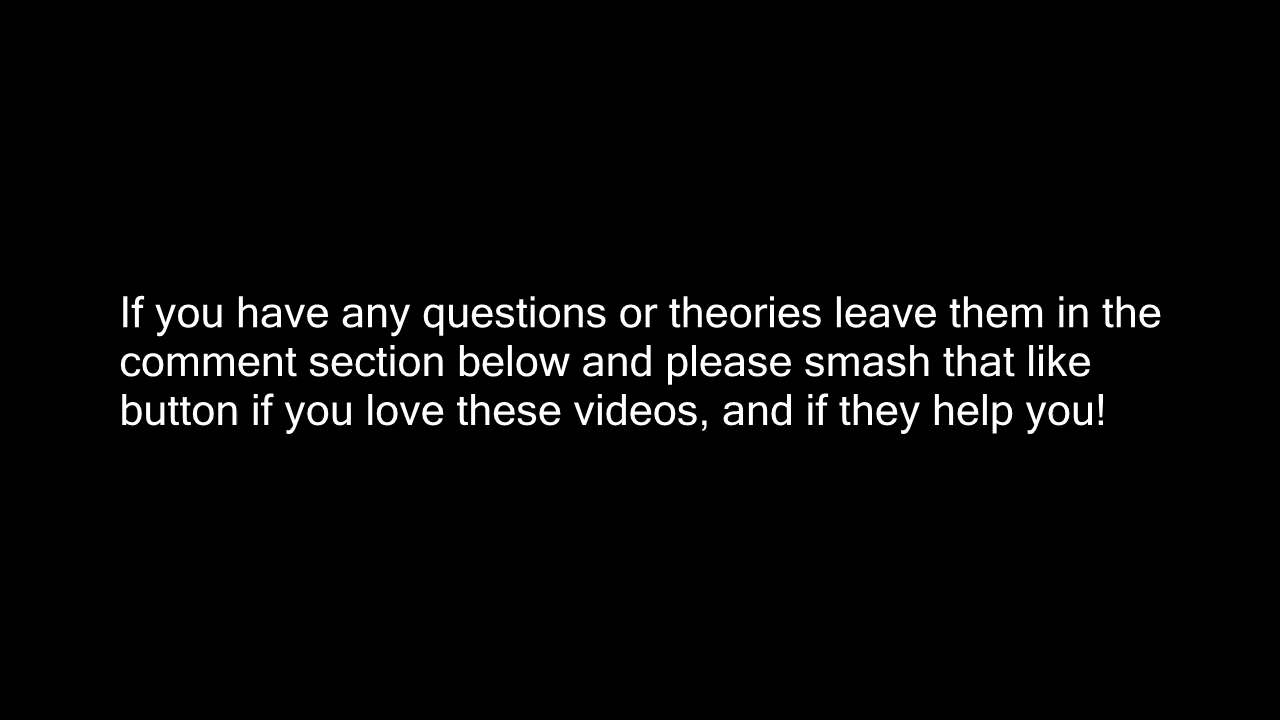 If you have any questions or theories leave them in the
comment section below and please smash that like
button if you love these videos, and if they help you!